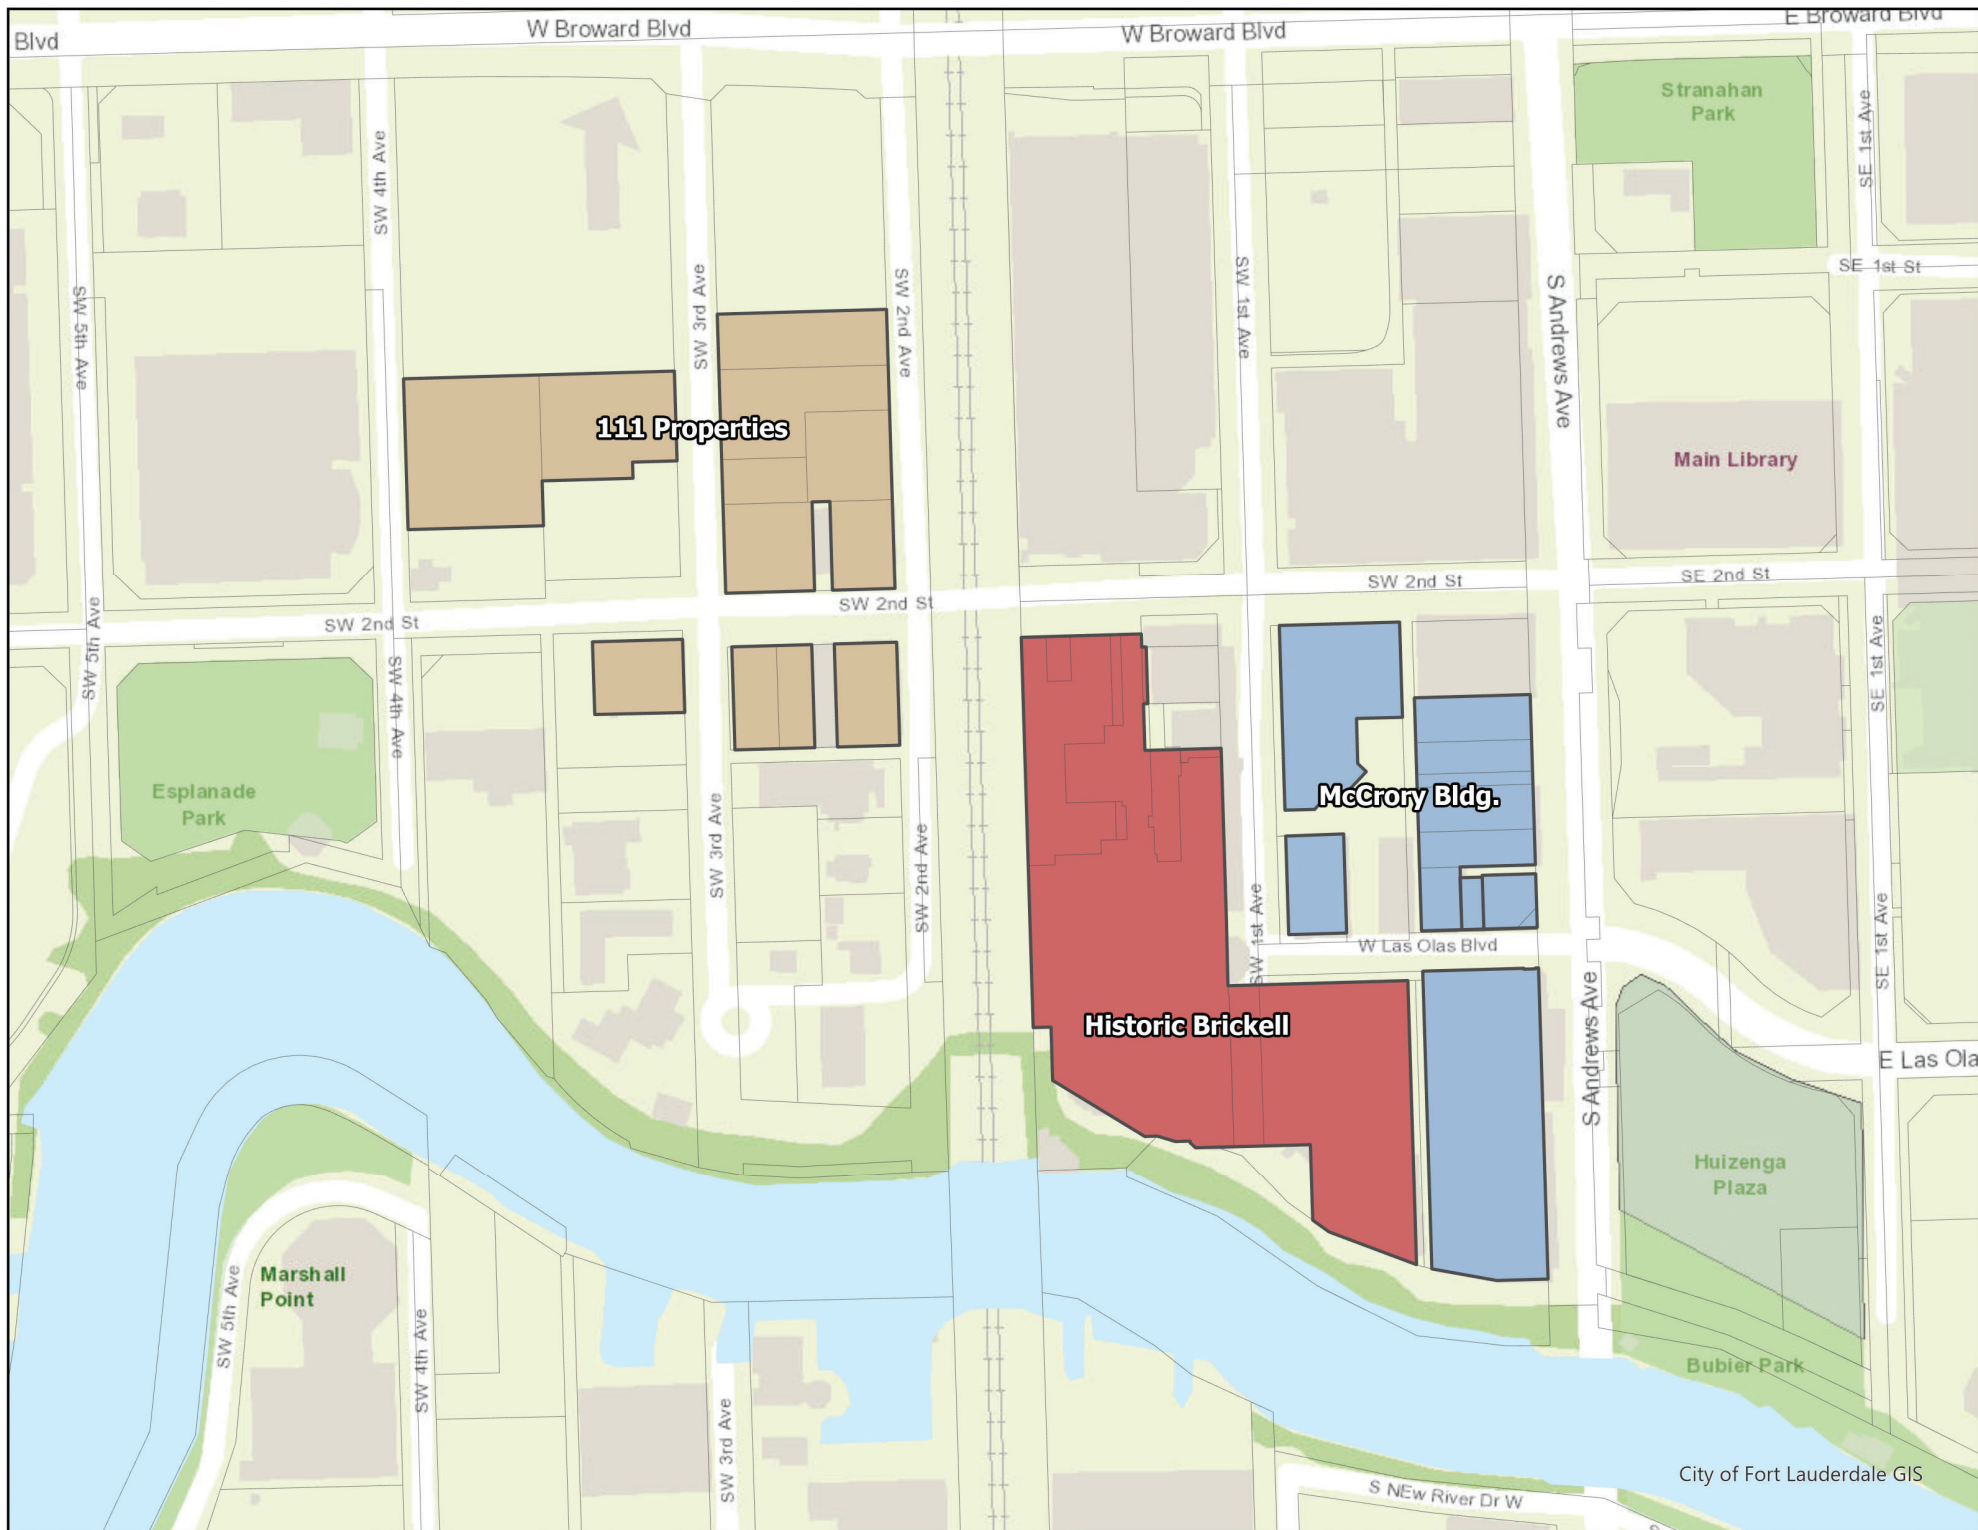 Blvd
W Broward Blvd
W Broward Blvd
E Broward Blvd
Stranahan
Park
SE 1st Ave
SE 1st Ave
SW 4th Ave
SE 1st St
SW 5th Ave
SW 3rd Ave
SW 2nd Ave
SW 1st Ave
S Andrews Ave
111 Properties
Main Library
SW 2nd St
SW 2nd St
SW 2nd St
SE 2nd St
SW 5th Ave
SW 4th Ave
SE 1st Ave
Esplanade
Park
McCrory Bldg.
SW 3rd Ave
SW 2nd Ave
SW 1st Ave
W Las Olas Blvd
SE 1st Ave
Historic Brickell
S Andrews Ave
E Las Ola
Huizenga
Plaza
Marshall
Point
SW 5th Ave
SW 4th Ave
SW 3rd Ave
Bubier Park
City of Fort Lauderdale GIS
S NEw River Dr W